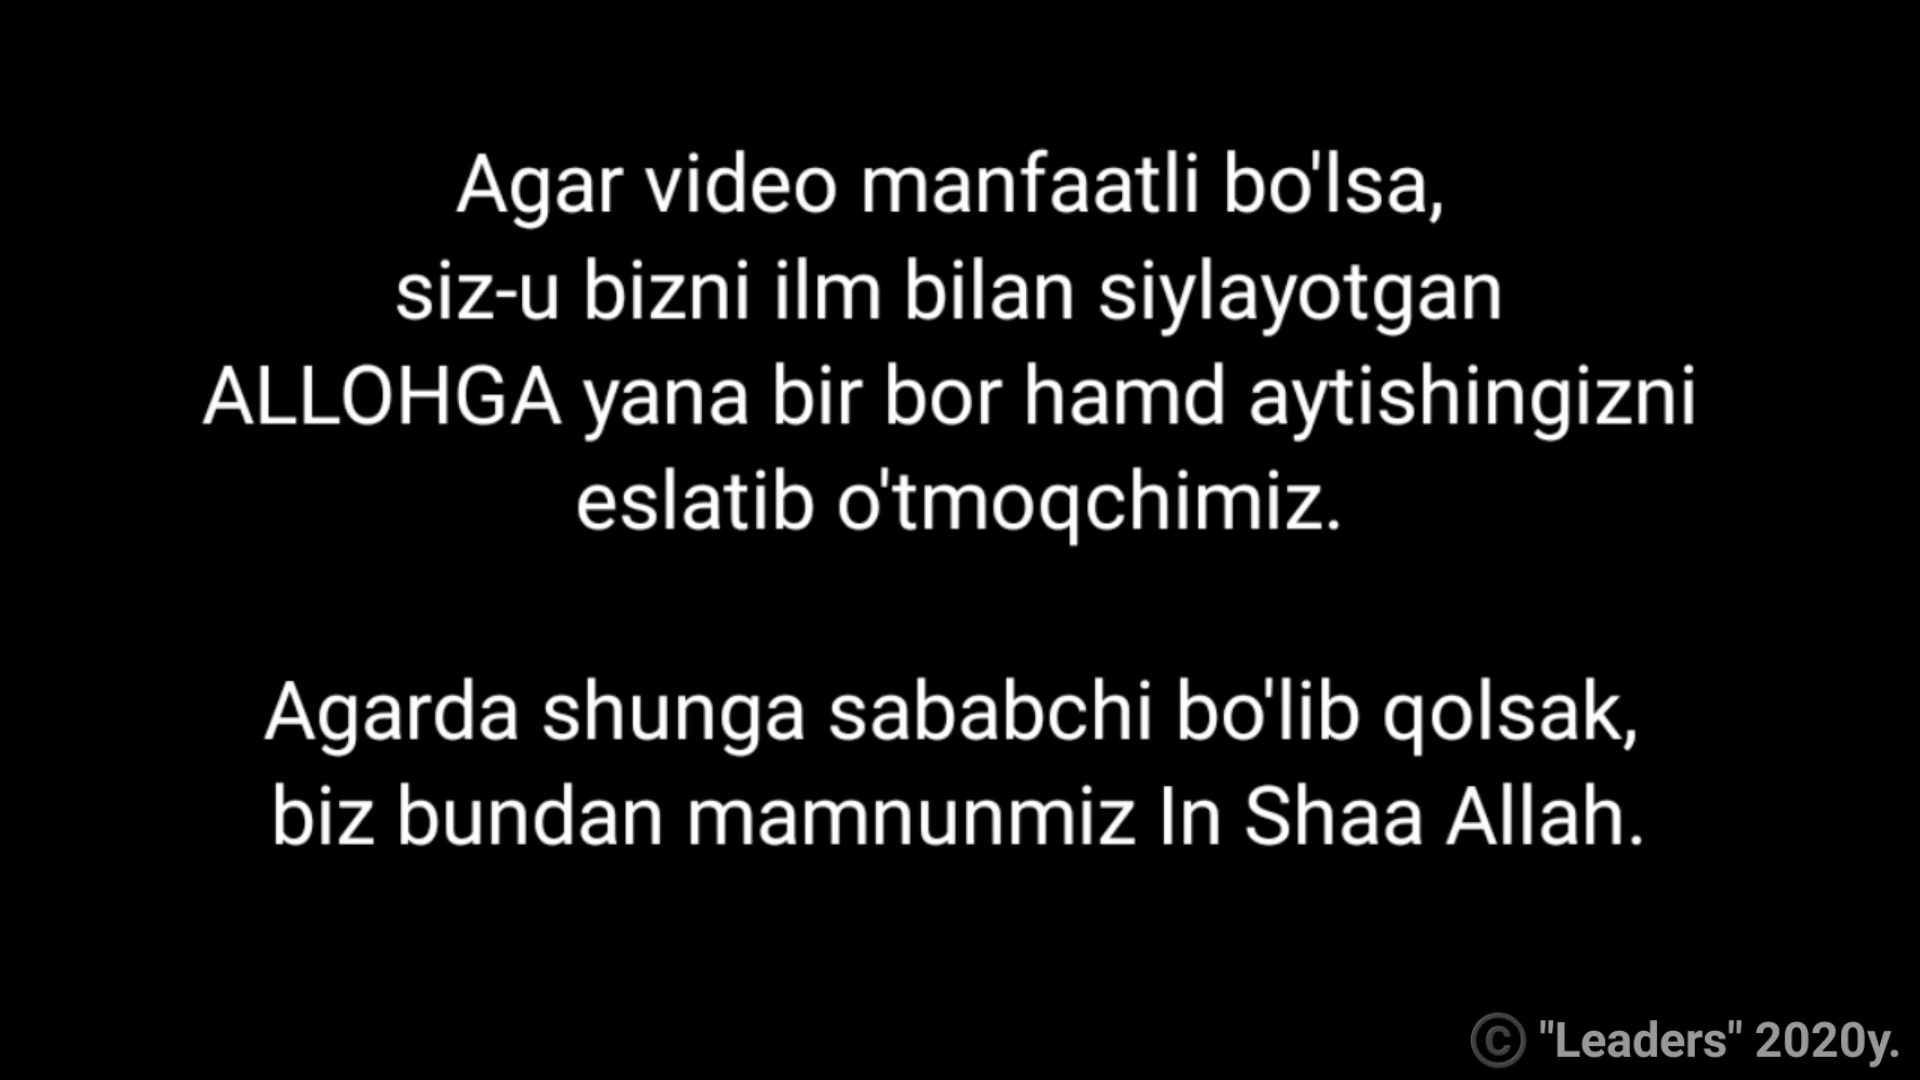 Agar video manfaatli bo'lsa,
siz-u bizni ilm bilan siylayotgan
ALLOHGA yana bir bor hamd aytishingizni
eslatib o'tmoqchimiz.
Agarda shunga sababchi bo'lib qolsak,
biz bundan mamnunmiz In Shaa Allah.
© "Leaders" 2020y.